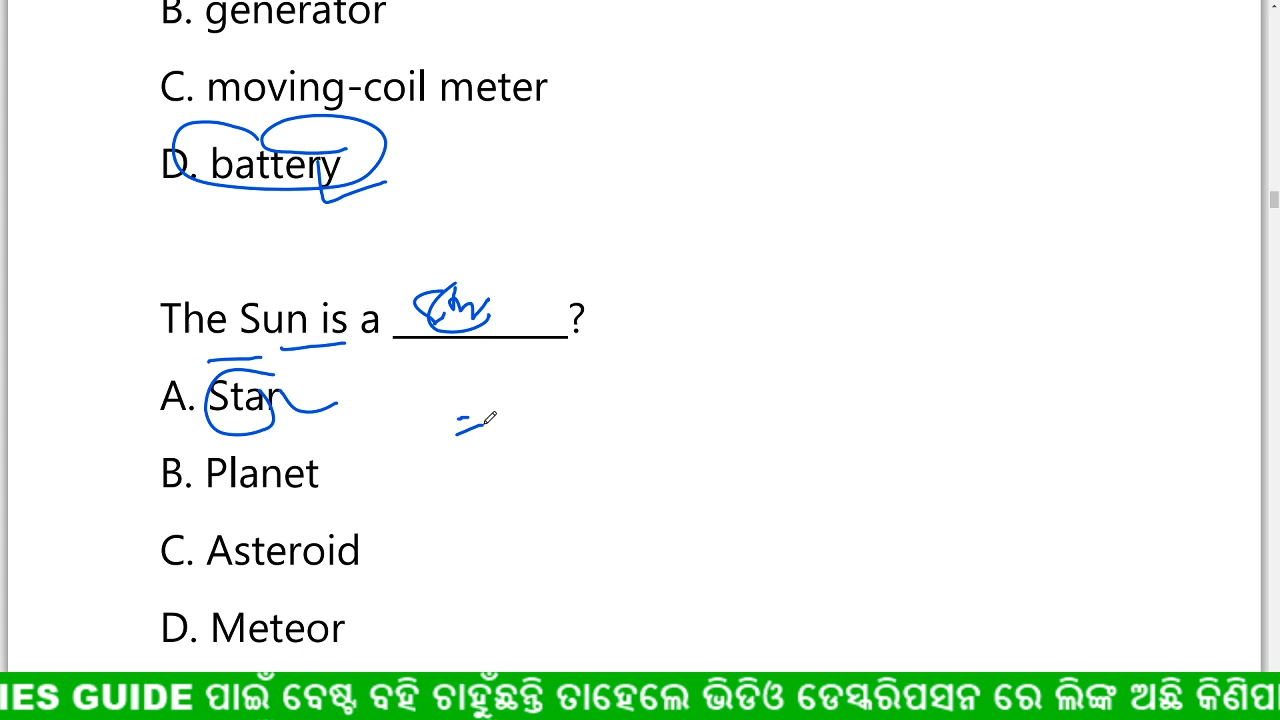 B. generator
C. moving-coil meter
D. battery
The Sun is a ________?
A. Star
B. Planet
C. Asteroid
D. Meteor
IES GUIDE ପାଇଁ ବେଷ୍ଟ ବହି ଚାହୁଁଛନ୍ତି ତାହେଲେ ଭିଡିଓ ଡେସ୍କରିପସନ ରେ ଲିଙ୍କ ଅଛି କିଣିପା